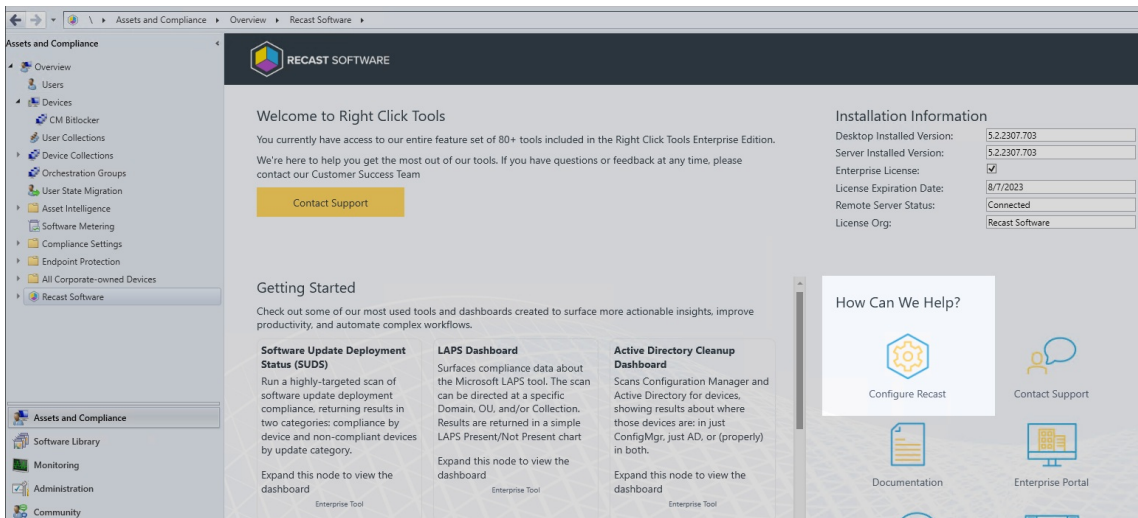 \ ▸ Assets and Compliance ▸ Overview ▸ Recast Software ▸
Assets and Compliance
Overview
Users
Devices
CM Bitlocker
User Collections
Device Collections
Orchestration Groups
User State Migration
Asset Intelligence
Software Metering
Compliance Settings
Endpoint Protection
All Corporate-owned Devices
Recast Software
Assets and Compliance
Software Library
Monitoring
Administration
Community
RECAST SOFTWARE
Welcome to Right Click Tools
You currently have access to our entire feature set of 80+ tools included in the Right Click Tools Enterprise Edition.
We're here to help you get the most out of our tools. If you have questions or feedback at any time, please
contact our Customer Success Team
Contact Support
Installation Information
Desktop Installed Version: 5.2.2307.703
Server Installed Version: 5.2.2307.703
Enterprise License:
License Expiration Date: 8/7/2023
Remote Server Status: Connected
License Org: Recast Software
Getting Started
Check out some of our most used tools and dashboards created to surface more actionable insights, improve
productivity, and automate complex workflows.
Software Update Deployment
Status (SUDS)
Run a highly-targeted scan of
software update deployment
compliance, returning results in
two categories: compliance by
device and non-compliant devices
by update category.
Expand this node to view the
dashboard
Enterprise Tool
LAPS Dashboard
Surfaces compliance data about
the Microsoft LAPS tool. The scan
can be directed at a specific
Domain, OU, and/or Collection.
Results are returned in a simple
LAPS Present/Not Present chart
Expand this node to view the
dashboard
Enterprise Tool
Active Directory Cleanup
Dashboard
Scans Configuration Manager and
Active Directory for devices,
showing results about where
those devices are: in just
ConfigMgr, just AD, or (properly)
in both.
Expand this node to view the
dashboard
Enterprise Tool
How Can We Help?
Configure Recast
Contact Support
Documentation
Enterprise Portal